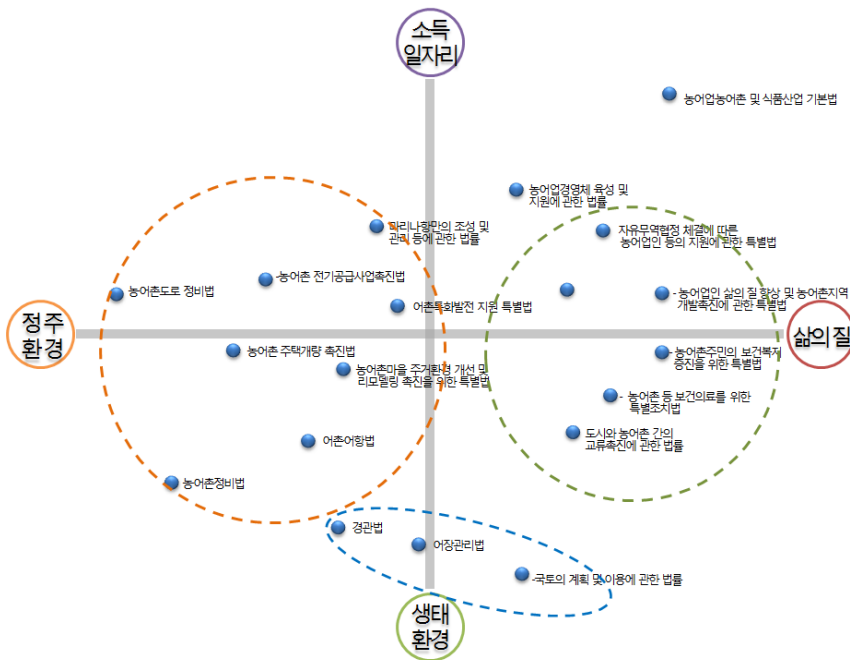 소득
일자리
농어업농어촌 및 식품산업 기본법
농어업경영체 육성 및
지원에 관한 법률
마리나항만의 조성 및
관리 등에 관한 법률
자유무역협정 체결에 따른
농어업인 등의 지원에 관한 특별법
-농어촌 전기공급사업촉진법
농어촌도로 정비법
어촌특화발전 지원 특별법
- 농어업인 삶의 질 향상 및 농어촌지역
개발촉진에 관한 특별법
정주
환경
삶의 질
농어촌 주택개량 촉진법
농어촌마을 주거환경 개선 및
리모델링 촉진을 위한 특별법
- 농어촌주민의 보건복지
증진을 위한 특별법
- 농어촌 등 보건의료를 위한
특별조치법
어촌어항법
도시와 농어촌 간의
교류촉진에 관한 법률
농어촌정비법
경관법
어장관리법
-국토의 계획 및 이용에 관한 법률
생태
환경